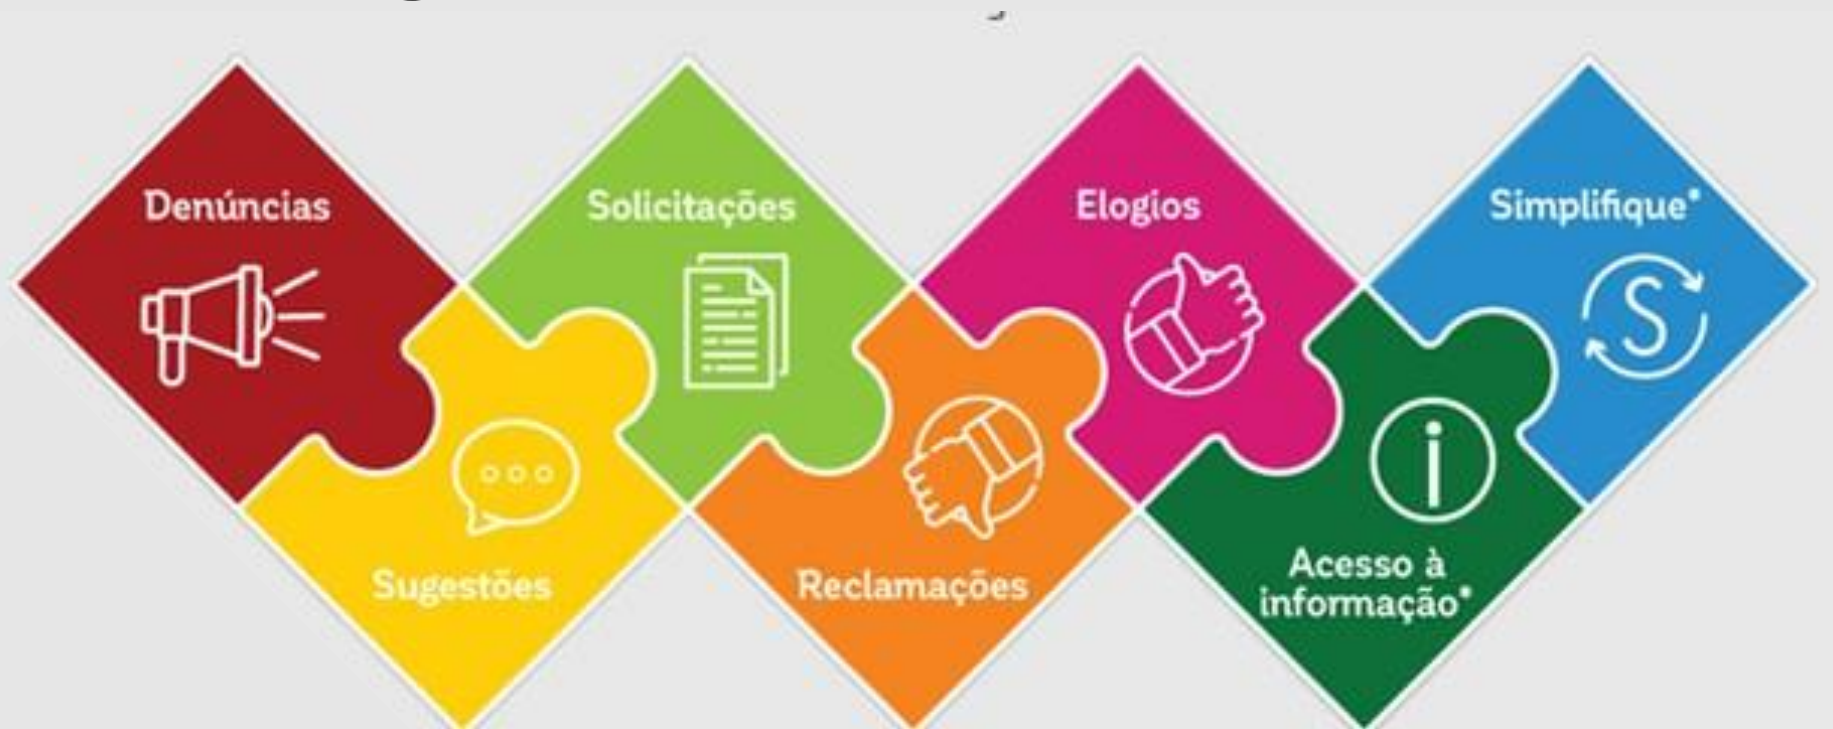 Denúncias
Solicitações
Elogios
Simplifique*
Sugestões
Reclamações
Acesso à
informação*